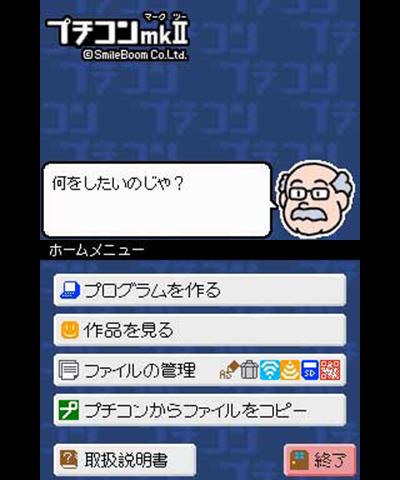 マーク ツー
プチコンmkⅡ
©SmileBoom Co.Ltd.
何をしたいのじゃ？
ホームメニュー
プログラムを作る
作品を見る
ファイルの管理
SD
プチコンからファイルをコピー
取扱説明書
終了